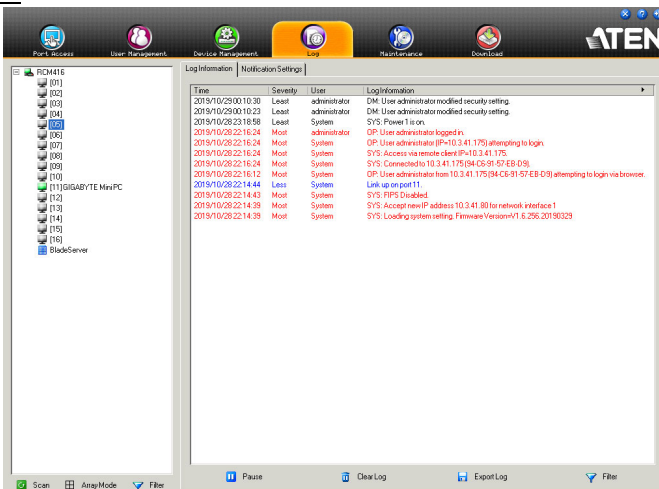 Port Access
User Management
Device Management
Log
Maintenance
Download
ATEN
RCM416
[01]
[02]
[03]
[04]
[05]
[06]
[07]
[08]
[09]
[10]
[11]GIGABYTE MiniPC
[12]
[13]
[14]
[15]
[16]
BladeServer
Scan
ArrayMode
Filter
Log Information
Notification Settings
Time Severity User Log Information
2019/10/29 00:10:30 Least administrator DM: User administrator modified security setting.
2019/10/29 00:10:23 Least administrator DM: User administrator modified security setting.
2019/10/28 23:18:58 Least System SYS: Power 1 is on.
2019/10/28 22:16:24 Most administrator OP: User administrator logged in.
2019/10/28 22:16:24 Most System OP: User administrator (IP=10.3.41.175) attempting to login.
2019/10/28 22:16:24 Most System SYS: Access via remote client IP=10.3.41.175.
2019/10/28 22:16:24 Most System SYS: Connected to 10.3.41.175 (94-C6-91-57-EB-D9).
2019/10/28 22:16:12 Most System OP: User administrator from 10.3.41.175 (94-C6-91-57-EB-D9) attempting to login via browser.
2019/10/28 22:14:44 Less System Link up on port 11.
2019/10/28 22:14:43 Most System SYS: FIPS Disabled.
2019/10/28 22:14:39 Most System SYS: Accept new IP address 10.3.41.80 for network interface 1
2019/10/28 22:14:39 Most System SYS: Loading system setting. Firmware Version=V1.6.256.20190329
Pause
Clear Log
Export Log
Filter